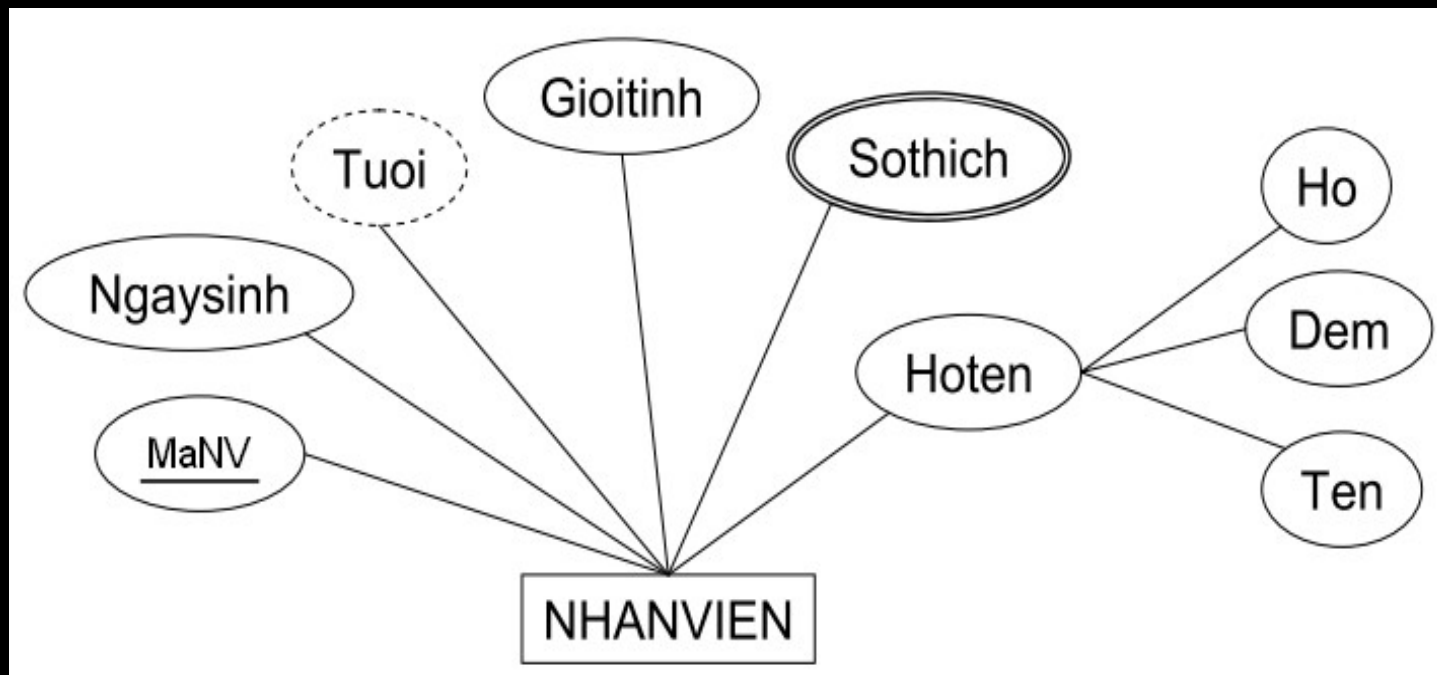 Gioitinh
Tuoi
Sothich
Ho
Ngaysinh
Dem
Hoten
MaNV
Ten
NHANVIEN